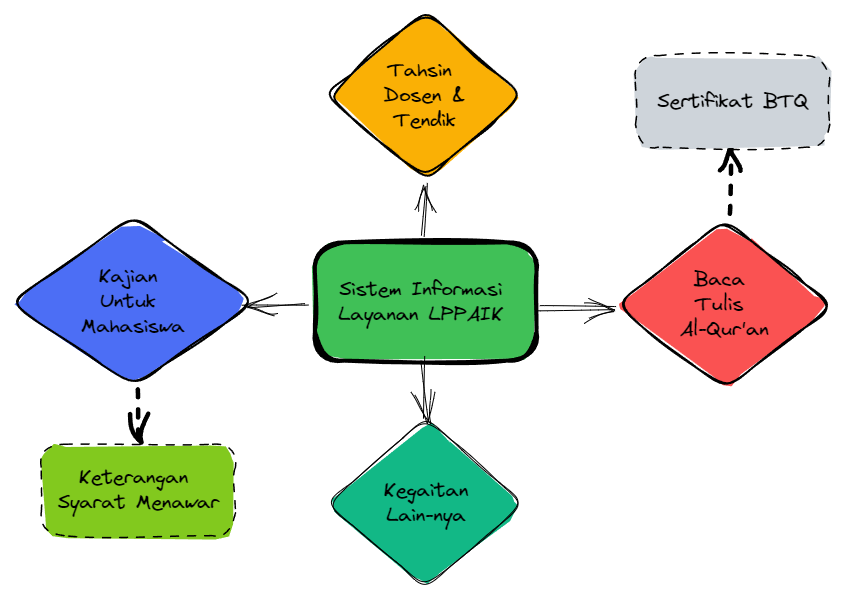 Tahsin
Dosen &
Tendik
Sertifikat BTQ
Kajian
Untuk
Mahasiswa
Sistem Informasi
Layanan LPPAIK
Baca
Tulis
Al-Qur'an
Keterangan
Syarat Menawar
Kegaitan
Lain-nya